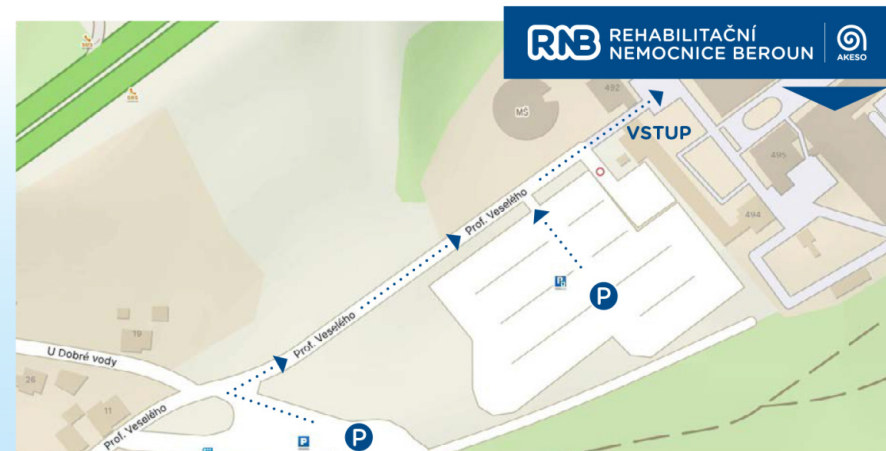 RNB
REHABILITAČNÍ
NEMOCNICE BEROUN
AKESO
492
MŠ
VSTUP
495
Prof. Veselého
494
P
P
19
Prof. Veselého
U Dobré vody
26
11
Prof. Veselého
P
P